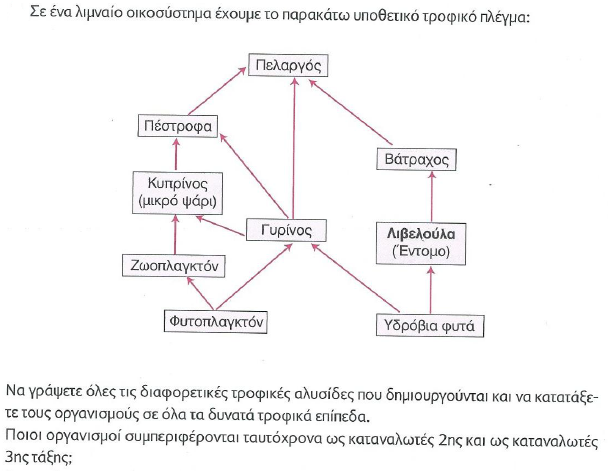 Σε ένα λιμναίο οικοσύστημα έχουμε το παρακάτω υποθετικό τροφικό πλέγμα:
Πελαργός
Πέστροφα
Βάτραχος
Κυπρίνος
(μικρό ψάρι)
Γυρίνος
Λιβελούλα
(Έντομο)
Ζωοπλαγκτόν
Φυτοπλαγκτόν
Υδρόβια φυτά
Να γράψετε όλες τις διαφορετικές τροφικές αλυσίδες που δημιουργούνται και να κατατάξε-
τε τους οργανισμούς σε όλα τα δυνατά τροφικά επίπεδα.
Ποιοι οργανισμοί συμπεριφέρονται ταυτόχρονα ως καταναλωτές 2ης και ως καταναλωτές
3ης τάξης;